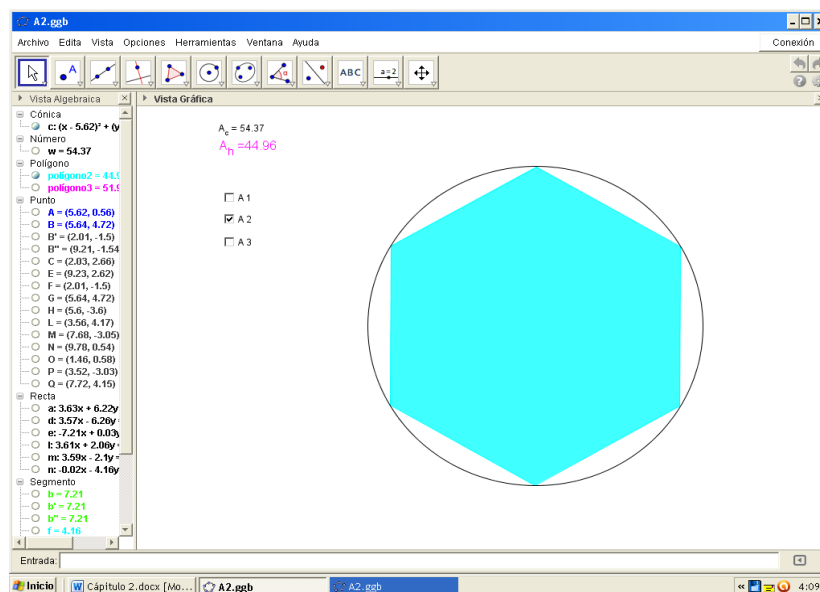 A2.ggb
Archivo Edita Vista Opciones Herramientas Ventana Ayuda
Conexión
A
α
ABC
a=2
Vista Algebraica
Vista Gráfica
Cónica
c: (x - 5.62)² + (y
Número
w = 54.37
Polígono
polígono2 = 44.9
polígono3 = 51.9
Punto
A = (5.62, 0.56)
B = (5.64, 4.72)
B' = (2.01, -1.5)
B'' = (9.21, -1.54
C = (2.03, 2.66)
E = (9.23, 2.62)
F = (2.01, -1.5)
G = (5.64, 4.72)
H = (5.6, -3.6)
L = (3.56, 4.17)
M = (7.68, -3.05)
N = (9.78, 0.54)
O = (1.46, 0.58)
P = (3.52, -3.03)
Q = (7.72, 4.15)
Recta
a: 3.63x + 6.22y
d: 3.57x - 6.26y
e: -7.21x + 0.03y
l: 3.61x + 2.06y
m: 3.59x - 2.1y =
n: -0.02x - 4.16y
Segmento
b = 7.21
b' = 7.21
b'' = 7.21
f = 4.16
A_c = 54.37
A_h =44.96
A 1
A 2
A 3
Entrada:
Inicio
Cápitulo 2.docx [Mo...
A2.ggb
A2.ggb
4:09